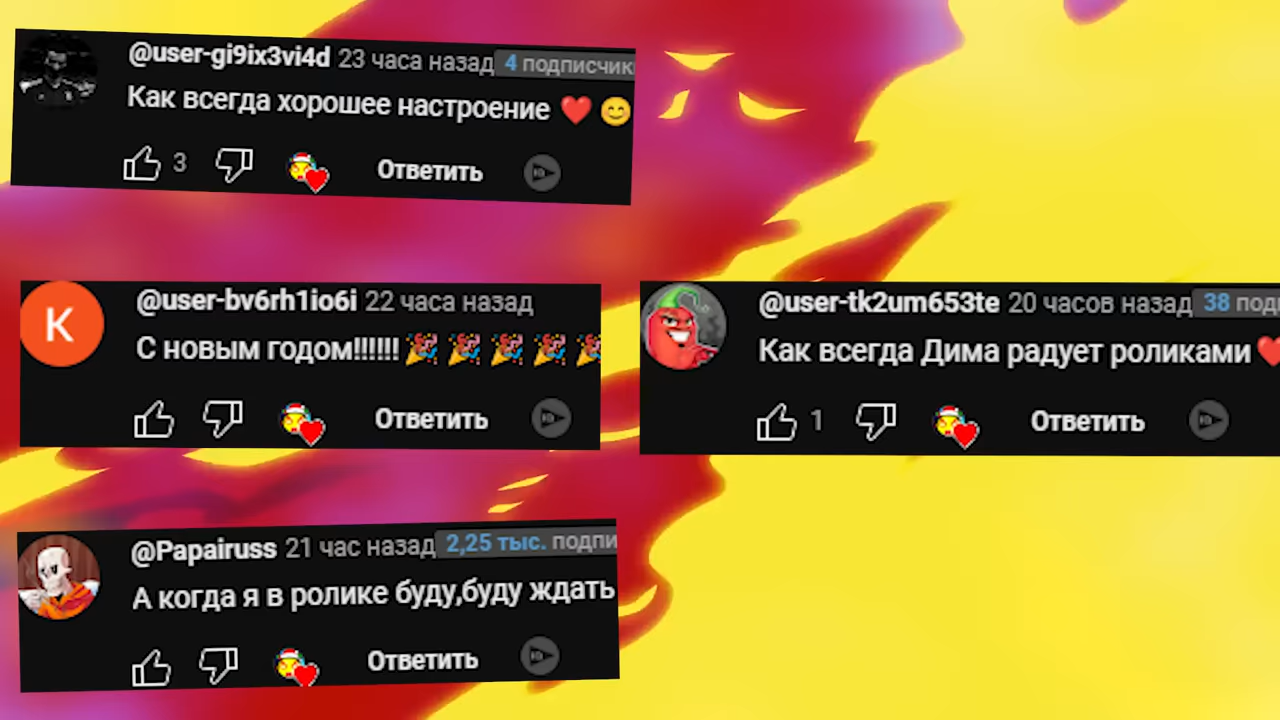 @user-gi9ix3vi4d 23 часа назад 4 подписчик
Как всегда хорошее настроение ❤️ 😊
3 Ответить
K
@user-bv6rh1io6i 22 часа назад
С новым годом!!!!!! 🎉 🎉 🎉 🎉 🎉
Ответить
@user-tk2um653te 20 часов назад 38 под
Как всегда Дима радует роликами ❤️
1 Ответить
@Papairuss 21 час назад 2,25 тыс. подпи
А когда я в ролике буду,буду ждать
Ответить